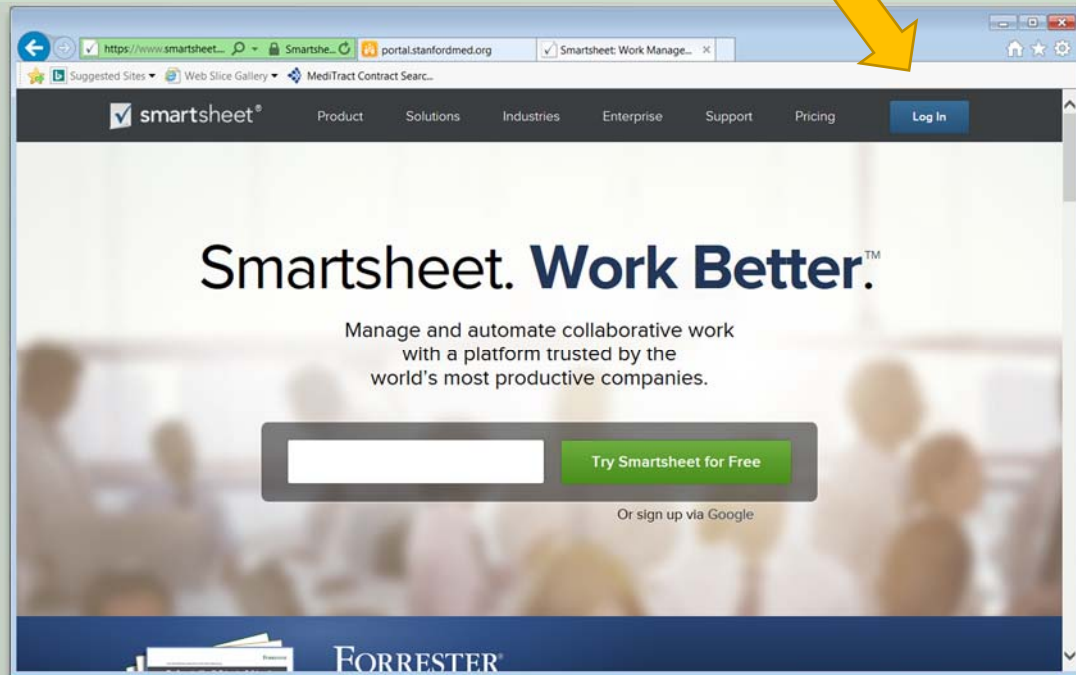 https://www.smartsheet... Smartshe... portal.stanfordmed.org Smartsheet: Work Manage...
Suggested Sites Web Slice Gallery MediTract Contract Searc...
smartsheet® Product Solutions Industries Enterprise Support Pricing Log In
Smartsheet. Work Better.™
Manage and automate collaborative work
with a platform trusted by the
world's most productive companies.
Try Smartsheet for Free
Or sign up via Google
FORRESTER®